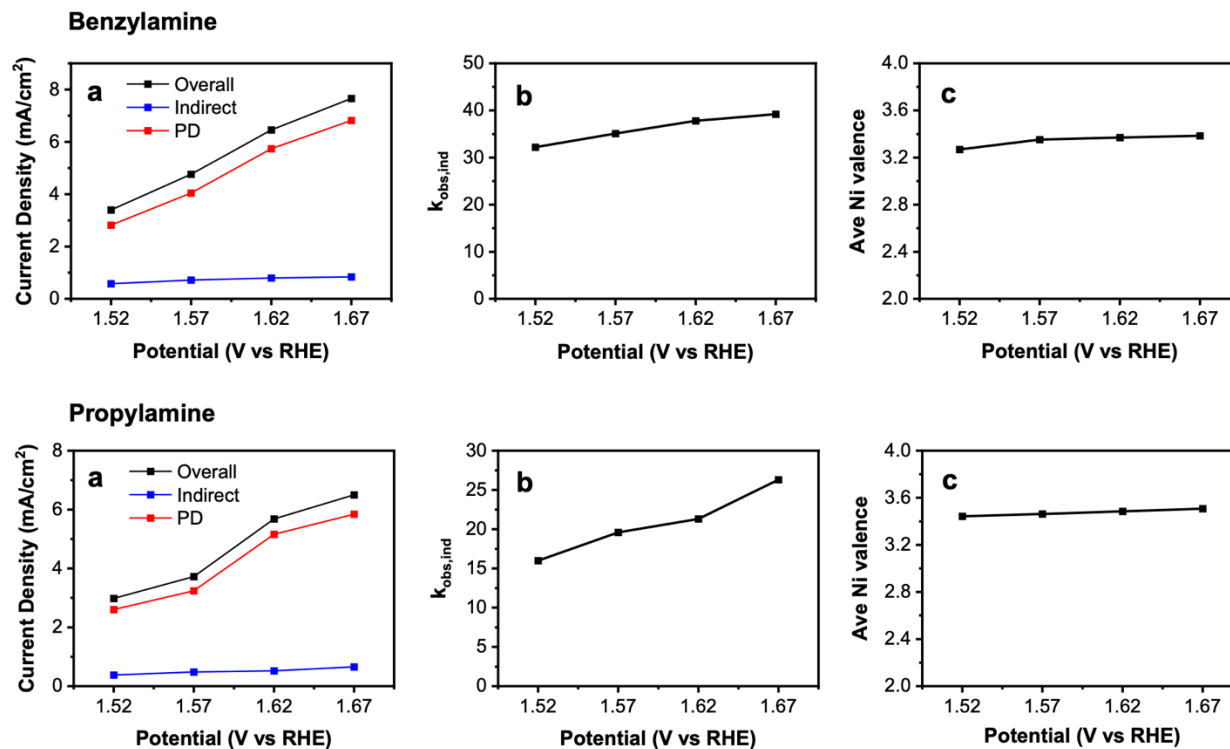 Benzylamine
a
Overall
Indirect
PD
Current Density (mA/cm²)
8
6
4
2
0
1.52 1.57 1.62 1.67
Potential (V vs RHE)
b
k_obs,ind
50
40
30
20
10
0
1.52 1.57 1.62 1.67
Potential (V vs RHE)
c
Ave Ni valence
4.0
3.6
3.2
2.8
2.4
2.0
1.52 1.57 1.62 1.67
Potential (V vs RHE)
Propylamine
a
Overall
Indirect
PD
Current Density (mA/cm²)
8
6
4
2
0
1.52 1.57 1.62 1.67
Potential (V vs RHE)
b
k_obs,ind
30
25
20
15
10
5
0
1.52 1.57 1.62 1.67
Potential (V vs RHE)
c
Ave Ni valence
4.0
3.6
3.2
2.8
2.4
2.0
1.52 1.57 1.62 1.67
Potential (V vs RHE)